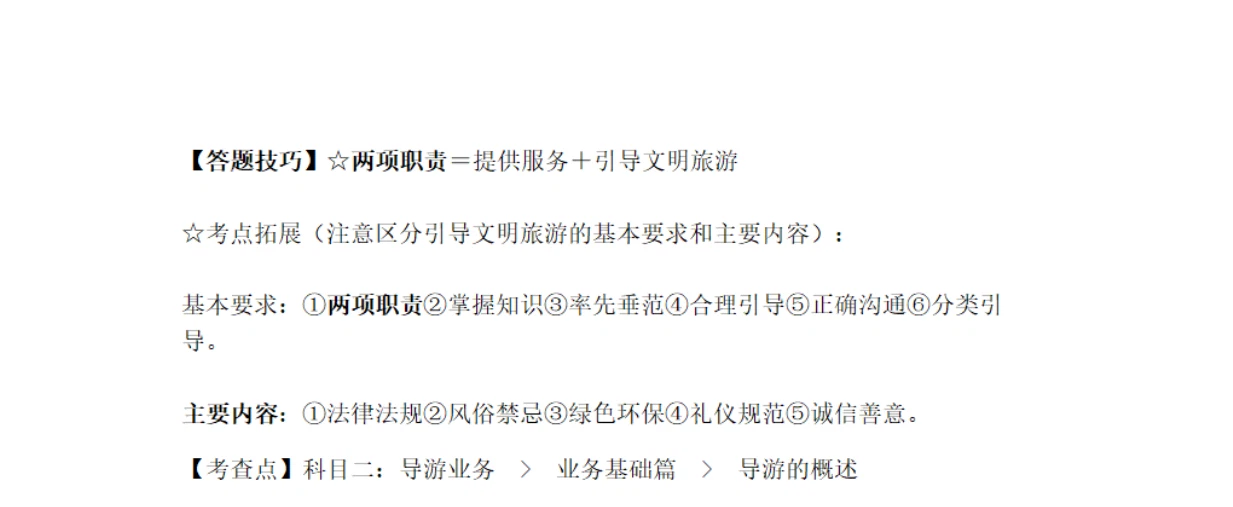 【答题技巧】☆两项职责＝提供服务＋引导文明旅游
☆考点拓展（注意区分引导文明旅游的基本要求和主要内容）：
基本要求：①两项职责②掌握知识③率先垂范④合理引导⑤正确沟通⑥分类引
导。
主要内容：①法律法规②风俗禁忌③绿色环保④礼仪规范⑤诚信善意。
【考查点】科目二：导游业务 > 业务基础篇 > 导游的概述